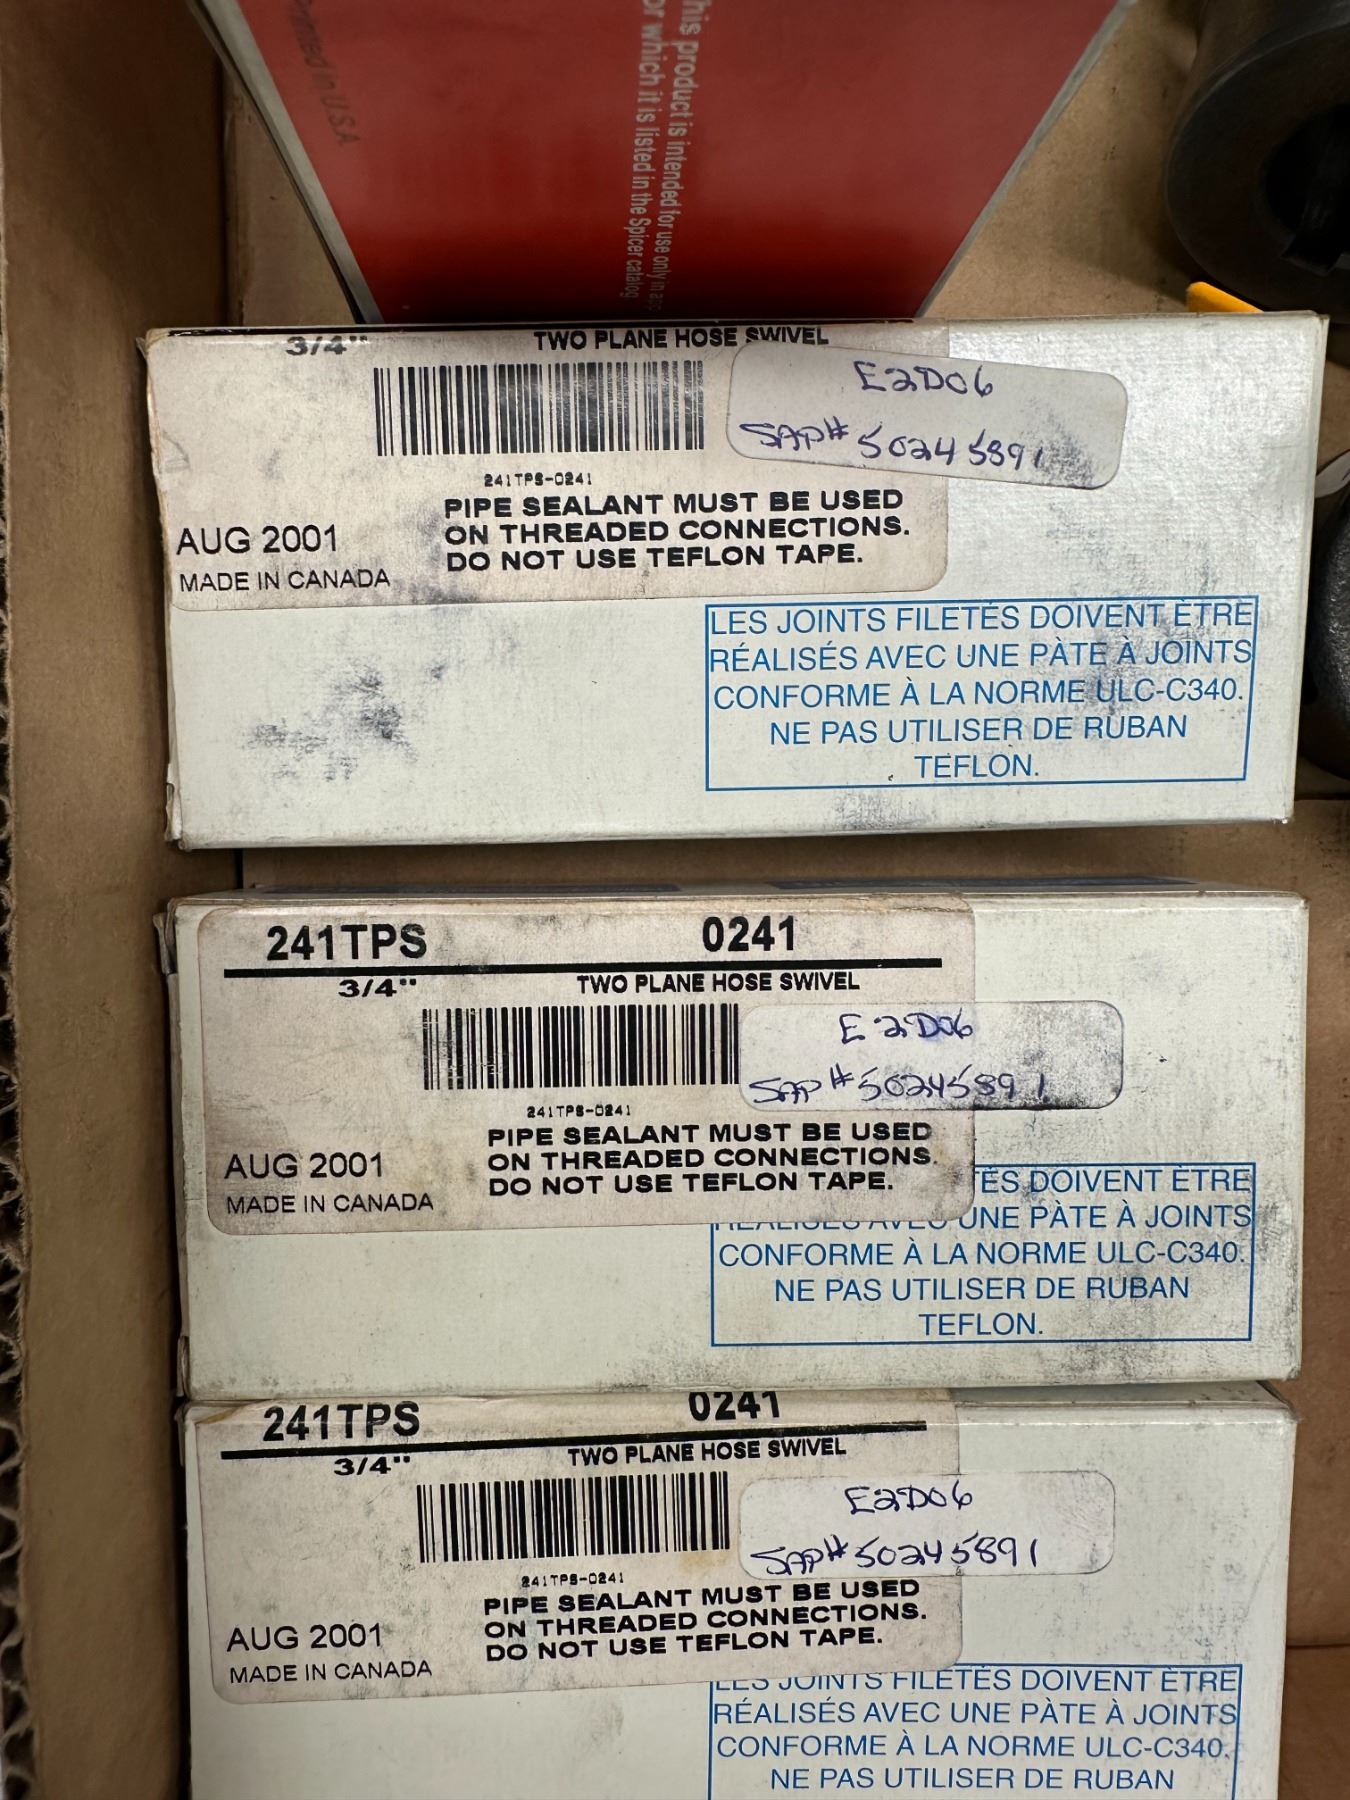 Printed in U.S.A
his product is intended for use only in
or which it is listed in the Spicer catalog
3/4" TWO PLANE HOSE SWIVEL
E2D06
SAP# 50245891
241TPS-0241
PIPE SEALANT MUST BE USED
ON THREADED CONNECTIONS.
DO NOT USE TEFLON TAPE.
AUG 2001
MADE IN CANADA
LES JOINTS FILETÉS DOIVENT ÊTRE
RÉALISÉS AVEC UNE PÀTE À JOINTS
CONFORME À LA NORME ULC-C340.
NE PAS UTILISER DE RUBAN
TEFLON.
241TPS 0241
3/4" TWO PLANE HOSE SWIVEL
E2D06
SAP# 50245891
241TPS-0241
PIPE SEALANT MUST BE USED
ON THREADED CONNECTIONS.
DO NOT USE TEFLON TAPE.
AUG 2001
MADE IN CANADA
TÉS DOIVENT ÊTRE
UNE PÀTE À JOINTS
CONFORME À LA NORME ULC-C340.
NE PAS UTILISER DE RUBAN
TEFLON.
241TPS 0241
3/4" TWO PLANE HOSE SWIVEL
E2D06
SAP# 50245891
241TPS-0241
PIPE SEALANT MUST BE USED
ON THREADED CONNECTIONS.
DO NOT USE TEFLON TAPE.
AUG 2001
MADE IN CANADA
LES JOINTS FILETÉS DOIVENT ÊTRE
RÉALISÉS AVEC UNE PÀTE À JOINTS
CONFORME À LA NORME ULC-C340.
NE PAS UTILISER DE RUBAN